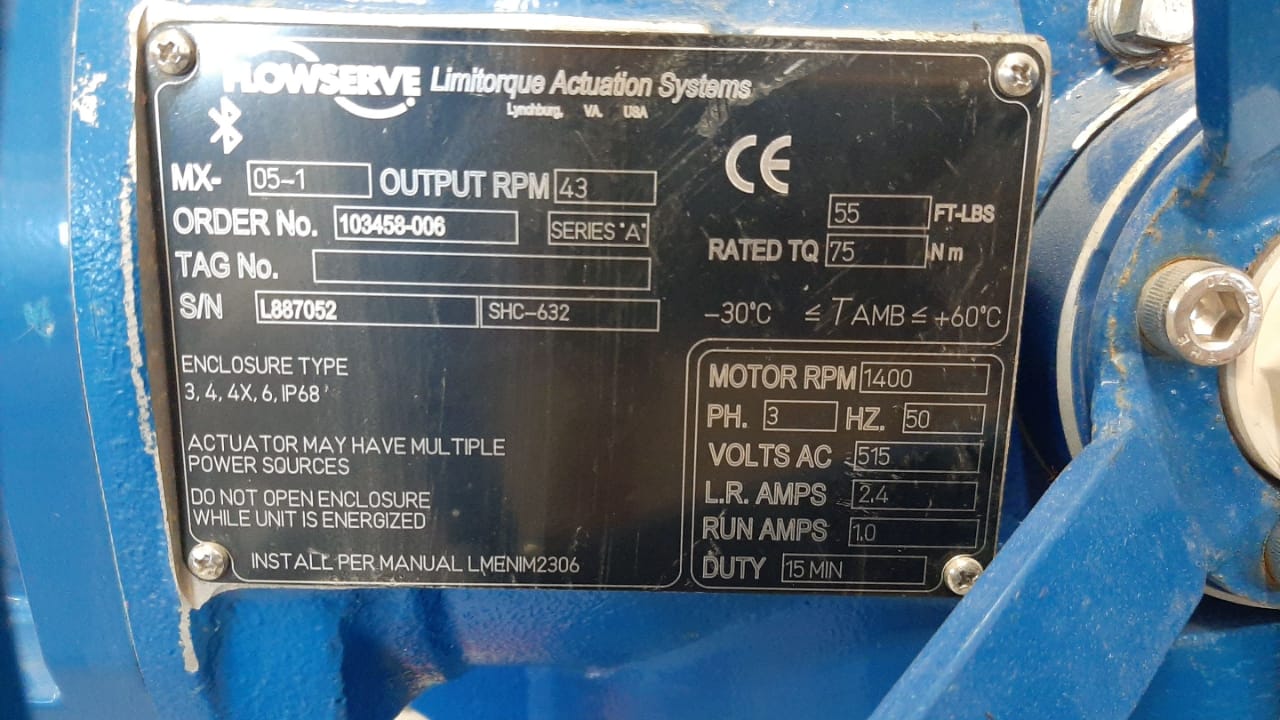 FLOWSERVE Limitorque Actuation Systems
Lynchburg, VA. USA
MX- 05-1 OUTPUT RPM 43
ORDER No. 103458-006 SERIES "A"
TAG No.
S/N L887052 SHC-632
CE
55 FT-LBS
RATED TQ 75 Nm
-30°C ≤ TAMB ≤ +60°C
ENCLOSURE TYPE
3, 4, 4X, 6, IP68
ACTUATOR MAY HAVE MULTIPLE
POWER SOURCES
DO NOT OPEN ENCLOSURE
WHILE UNIT IS ENERGIZED
INSTALL PER MANUAL LMENIM2306
MOTOR RPM 1400
PH. 3 HZ. 50
VOLTS AC 515
L.R. AMPS 2.4
RUN AMPS 1.0
DUTY 15 MIN